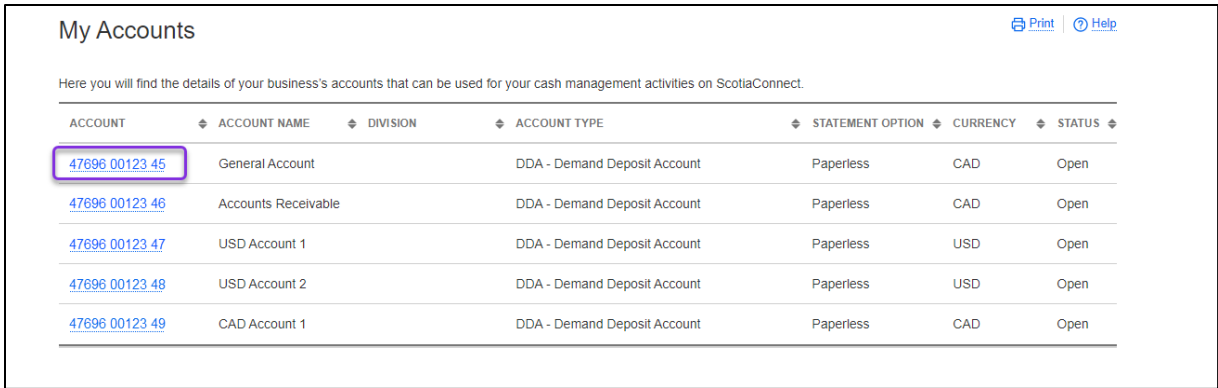 My Accounts
Print
Help
Here you will find the details of your business's accounts that can be used for your cash management activities on ScotiaConnect.
ACCOUNT ACCOUNT NAME DIVISION ACCOUNT TYPE STATEMENT OPTION CURRENCY STATUS
47696 00123 45 General Account DDA - Demand Deposit Account Paperless CAD Open
47696 00123 46 Accounts Receivable DDA - Demand Deposit Account Paperless CAD Open
47696 00123 47 USD Account 1 DDA - Demand Deposit Account Paperless USD Open
47696 00123 48 USD Account 2 DDA - Demand Deposit Account Paperless USD Open
47696 00123 49 CAD Account 1 DDA - Demand Deposit Account Paperless CAD Open